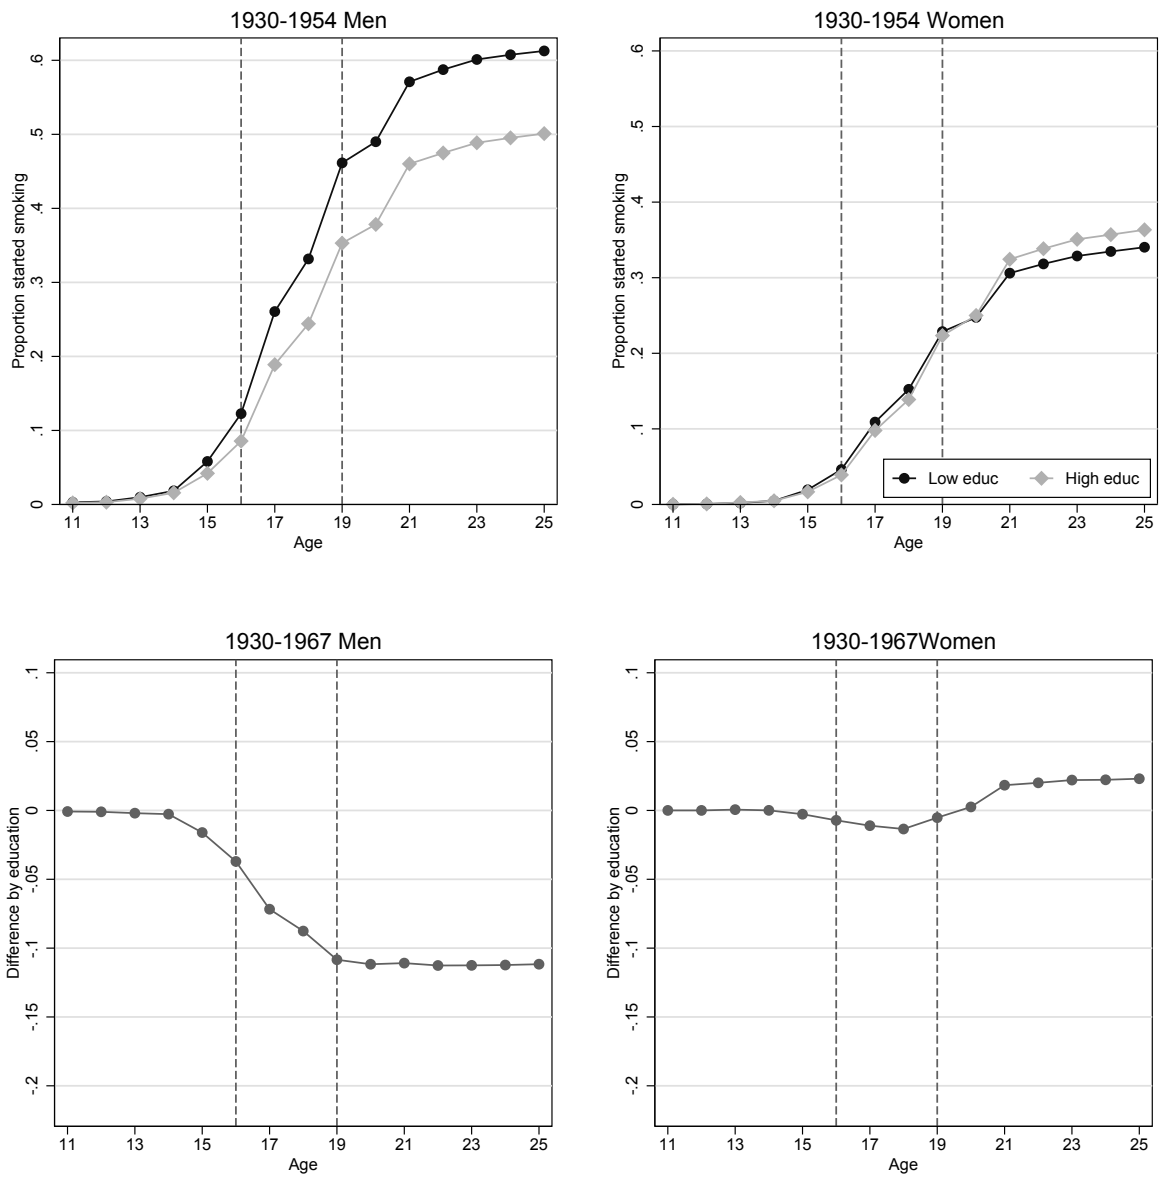 1930-1954 Men
Proportion started smoking
.6
.5
.4
.3
.2
.1
0
11 13 15 17 19 21 23 25
Age
1930-1954 Women
Proportion started smoking
.6
.5
.4
.3
.2
.1
0
Low educ High educ
11 13 15 17 19 21 23 25
Age
1930-1967 Men
Difference by education
.1
.05
0
-.05
-.1
-.15
-.2
11 13 15 17 19 21 23 25
Age
1930-1967Women
Difference by education
.1
.05
0
-.05
-.1
-.15
-.2
11 13 15 17 19 21 23 25
Age